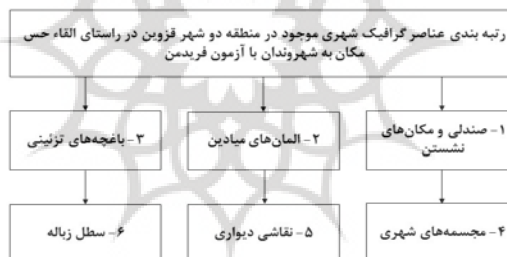 رتبه بندی عناصر گرافیک شهری موجود در منطقه دو شهر قزوین در راستای القاء حس
مکان به شهروندان با آزمون فریدمن
۱- صندلی و مکان‌های
نشستن
۲- المان‌های میادین
۳- باغچه‌های تزئینی
۴- مجسمه‌های شهری
۵- نقاشی دیواری
۶- سطل زباله